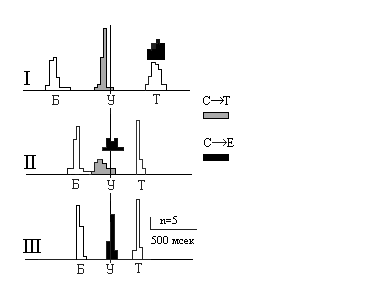 I
Б У Т
C→T
C→E
II
Б У Т
n=5
500 мсек
III
Б У Т